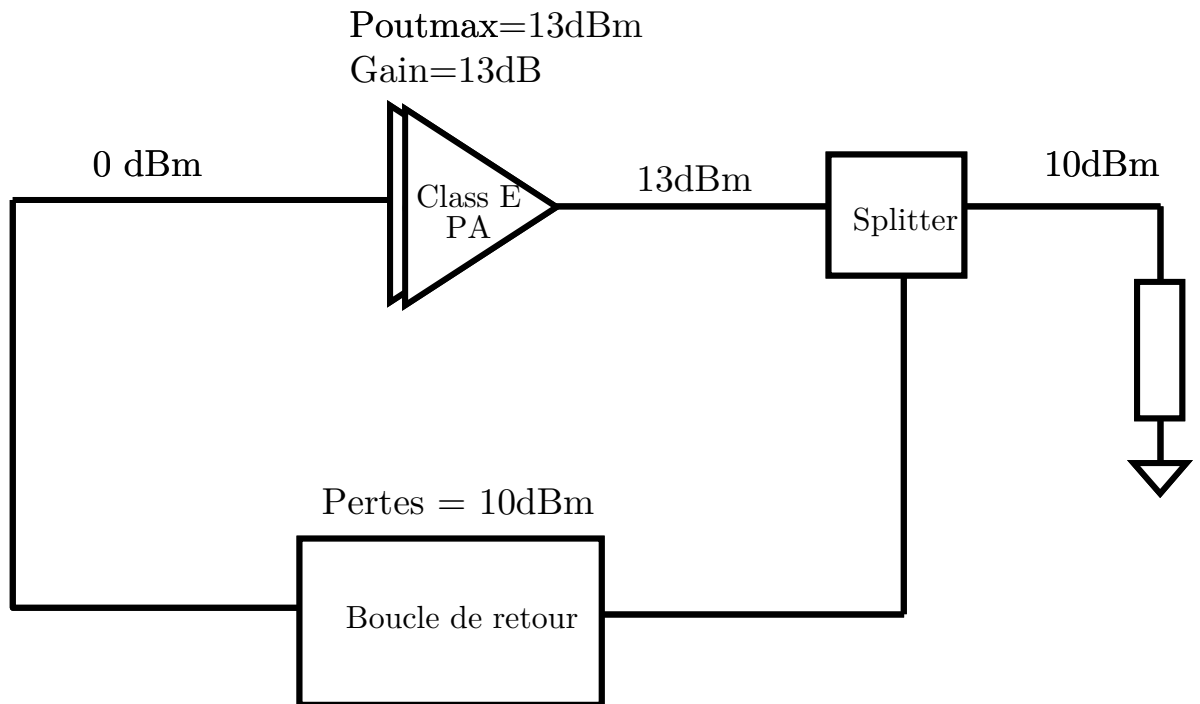 Poutmax=13dBm
Gain=13dB
0 dBm
Class E
PA
13dBm
Splitter
10dBm
Pertes = 10dBm
Boucle de retour